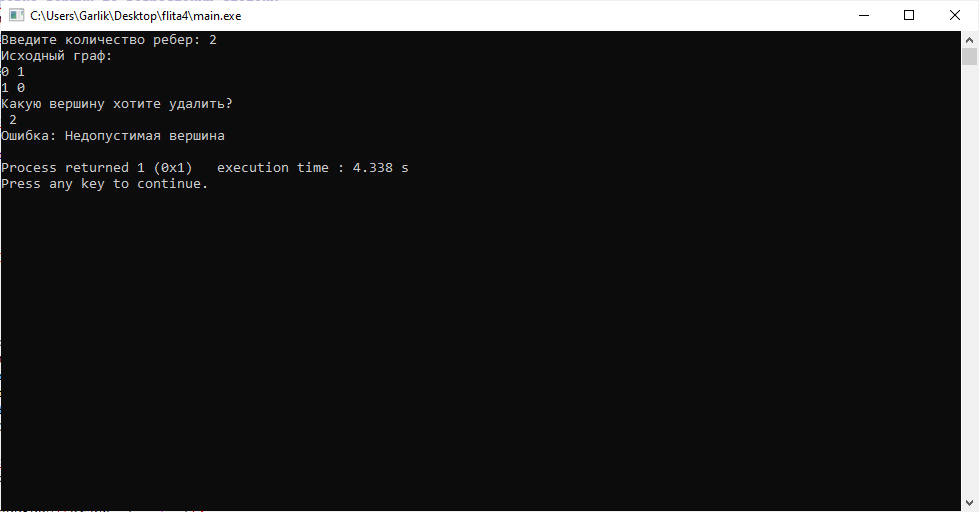 C:\Users\Garlik\Desktop\flita4\main.exe
Введите количество ребер: 2
Исходный граф:
0 1
1 0
Какую вершину хотите удалить?
 2
Ошибка: Недопустимая вершина
Process returned 1 (0x1)   execution time : 4.338 s
Press any key to continue.